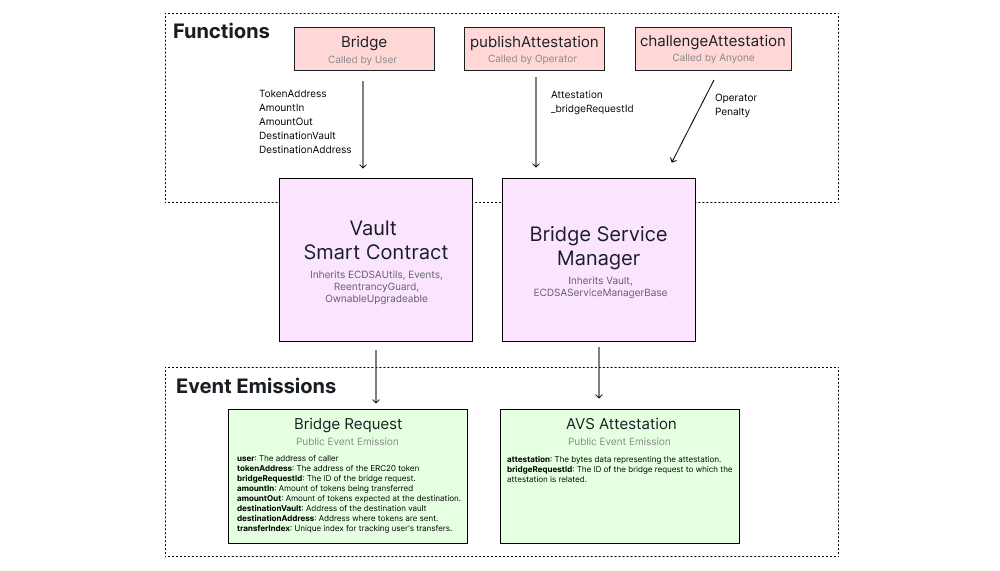 Functions
Bridge
Called by User
publishAttestation
Called by Operator
challengeAttestation
Called by Anyone
TokenAddress
AmountIn
AmountOut
DestinationVault
DestinationAddress
Attestation
_bridgeRequestId
Operator
Penalty
Vault
Smart Contract
Inherits ECDSAUtils, Events,
ReentrancyGuard,
OwnableUpgradeable
Bridge Service
Manager
Inherits Vault,
ECDSAServiceManagerBase
Event Emissions
Bridge Request
Public Event Emission
user: The address of caller
tokenAddress: The address of the ERC20 token
bridgeRequestId: The ID of the bridge request.
amountIn: Amount of tokens being transferred
amountOut: Amount of tokens expected at the destination.
destinationVault: Address of the destination vault
destinationAddress: Address where tokens are sent.
transferIndex: Unique index for tracking user's transfers.
AVS Attestation
Public Event Emission
attestation: The bytes data representing the attestation.
bridgeRequestId: The ID of the bridge request to which the
attestation is related.